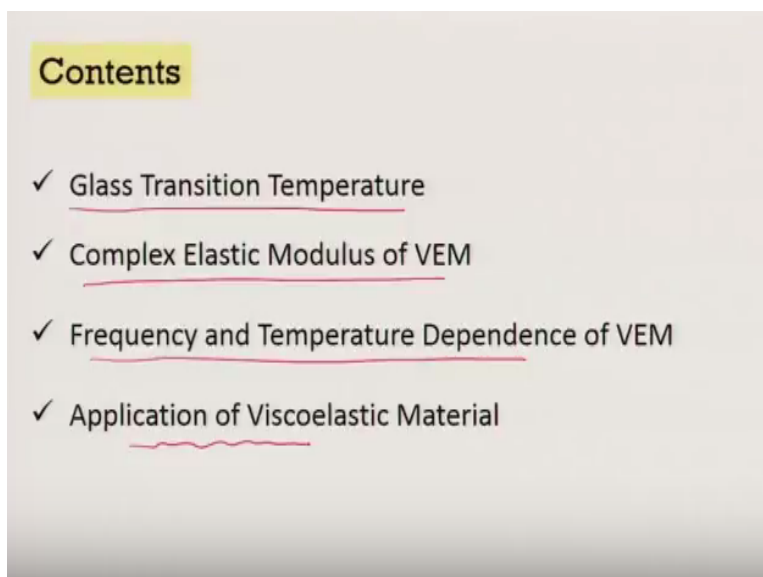 Contents
✓ Glass Transition Temperature
✓ Complex Elastic Modulus of VEM
✓ Frequency and Temperature Dependence of VEM
✓ Application of Viscoelastic Material